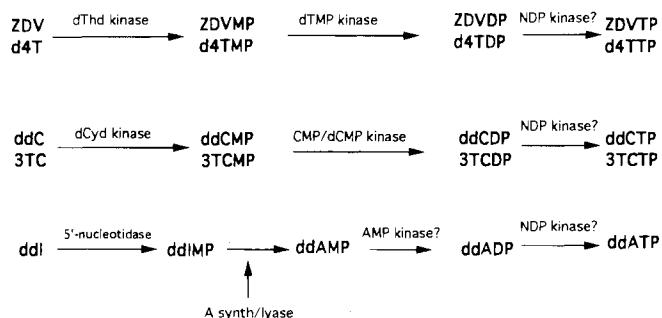 ZDV dThd kinase ZDVMP dTMP kinase ZDVDP NDP kinase? ZDVTP
d4T d4TMP d4TDP d4TTP
ddC dCyd kinase ddCMP CMP/dCMP kinase ddCDP NDP kinase? ddCTP
3TC 3TCMP 3TCDP 3TCTP
ddI 5'-nucleotidase ddIMP ddAMP AMP kinase? ddADP NDP kinase? ddATP
A synth/lyase